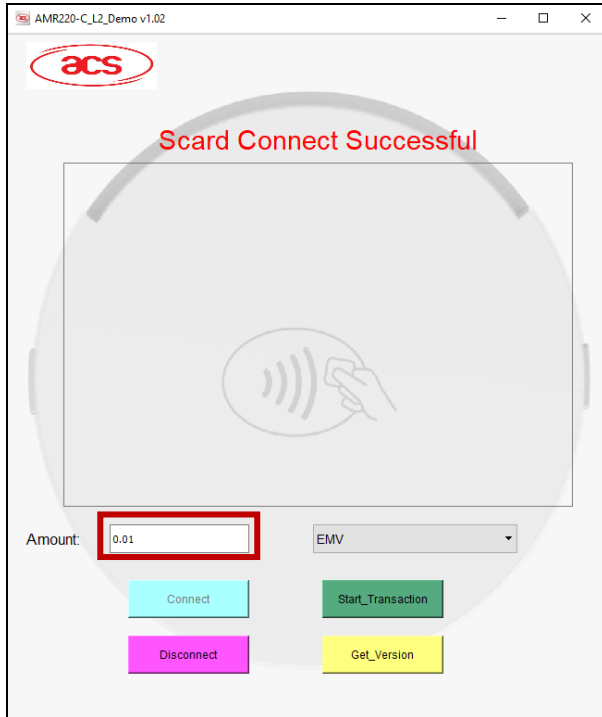 AMR220-C_L2_Demo v1.02
acs
Scard Connect Successful
Amount:
0.01
EMV
Connect
Start_Transaction
Disconnect
Get_Version